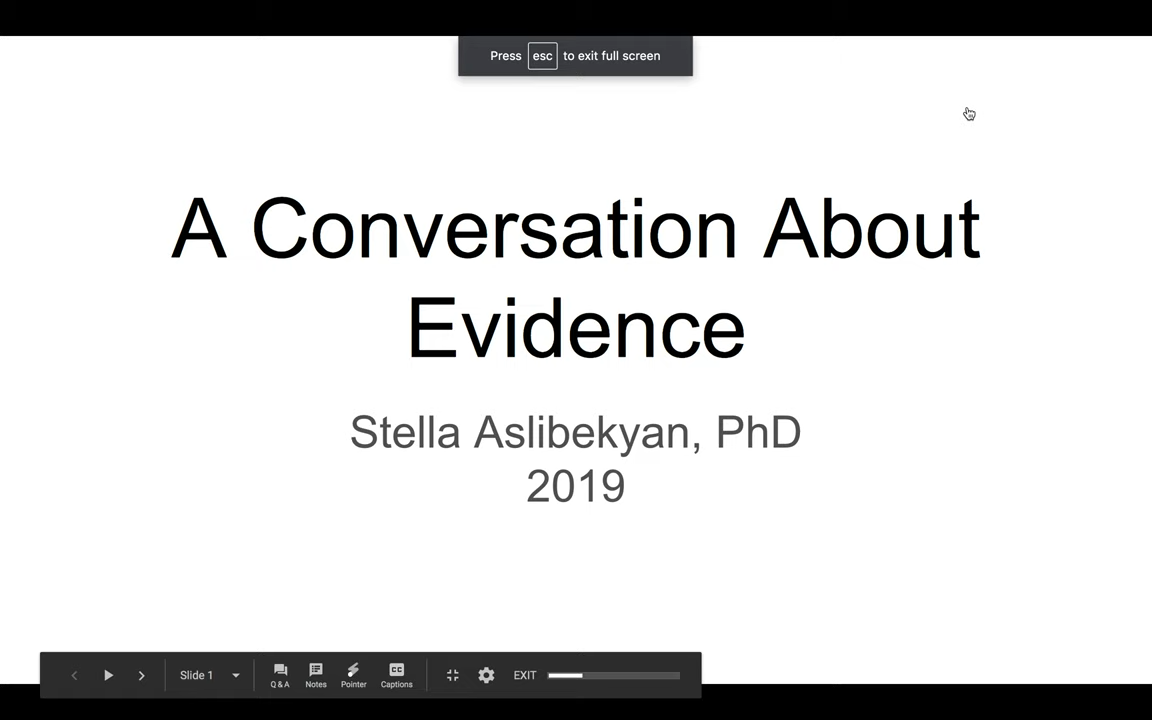 Press esc to exit full screen
A Conversation About
Evidence
Stella Aslibekyan, PhD
2019
Slide 1
Q & A
Notes
Pointer
CC
Captions
EXIT